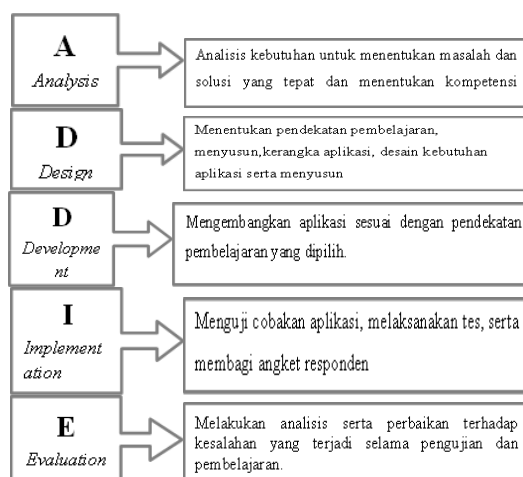 A
Analysis
Analisis kebutuhan untuk menentukan masalah dan
solusi yang tepat dan menentukan kompetensi
D
Design
Menentukan pendekatan pembelajaran,
menyusun,kerangka aplikasi, desain kebutuhan
aplikasi serta menyusun
D
Developme
nt
Mengembangkan aplikasi sesuai dengan pendekatan
pembelajaran yang dipilih.
I
Implement
ation
Menguji cobakan aplikasi, melaksanakan tes, serta
membagi angket responden
E
Evaluation
Melakukan analisis serta perbaikan terhadap
kesalahan yang terjadi selama pengujian dan
pembelajaran.